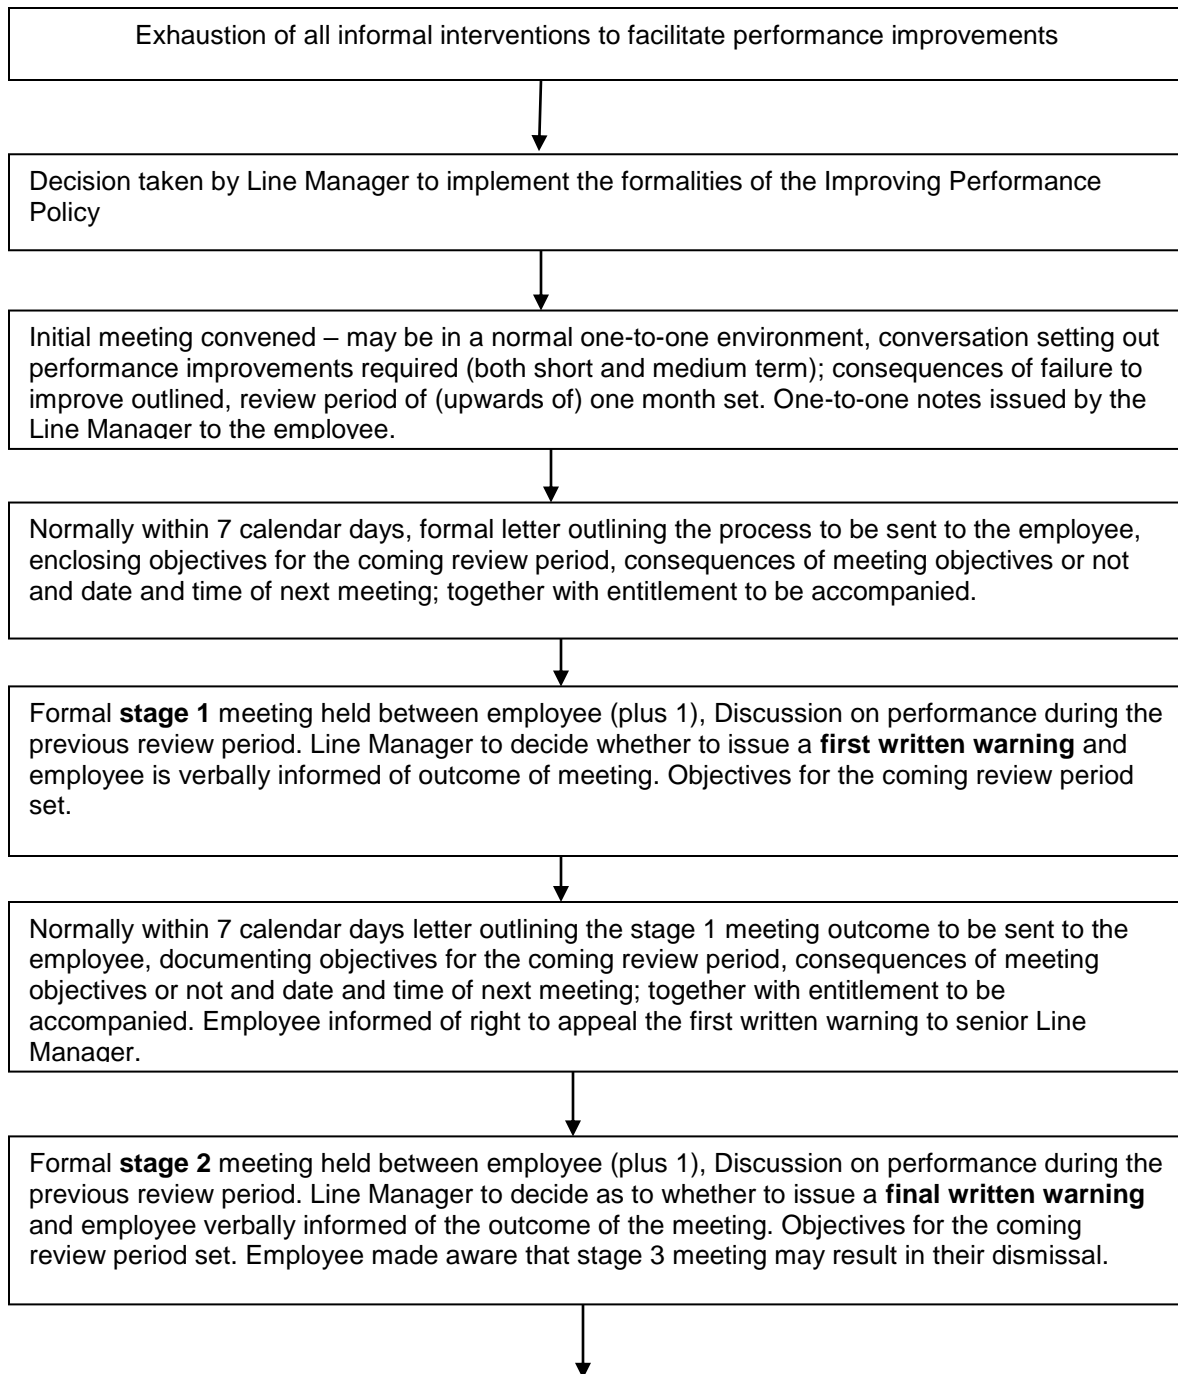 Exhaustion of all informal interventions to facilitate performance improvements
Decision taken by Line Manager to implement the formalities of the Improving Performance
Policy
Initial meeting convened – may be in a normal one-to-one environment, conversation setting out
performance improvements required (both short and medium term); consequences of failure to
improve outlined, review period of (upwards of) one month set. One-to-one notes issued by the
Line Manager to the employee.
Normally within 7 calendar days, formal letter outlining the process to be sent to the employee,
enclosing objectives for the coming review period, consequences of meeting objectives or not
and date and time of next meeting; together with entitlement to be accompanied.
Formal stage 1 meeting held between employee (plus 1), Discussion on performance during the
previous review period. Line Manager to decide whether to issue a first written warning and
employee is verbally informed of outcome of meeting. Objectives for the coming review period
set.
Normally within 7 calendar days letter outlining the stage 1 meeting outcome to be sent to the
employee, documenting objectives for the coming review period, consequences of meeting
objectives or not and date and time of next meeting; together with entitlement to be
accompanied. Employee informed of right to appeal the first written warning to senior Line
Manager.
Formal stage 2 meeting held between employee (plus 1), Discussion on performance during the
previous review period. Line Manager to decide as to whether to issue a final written warning
and employee verbally informed of the outcome of the meeting. Objectives for the coming
review period set. Employee made aware that stage 3 meeting may result in their dismissal.